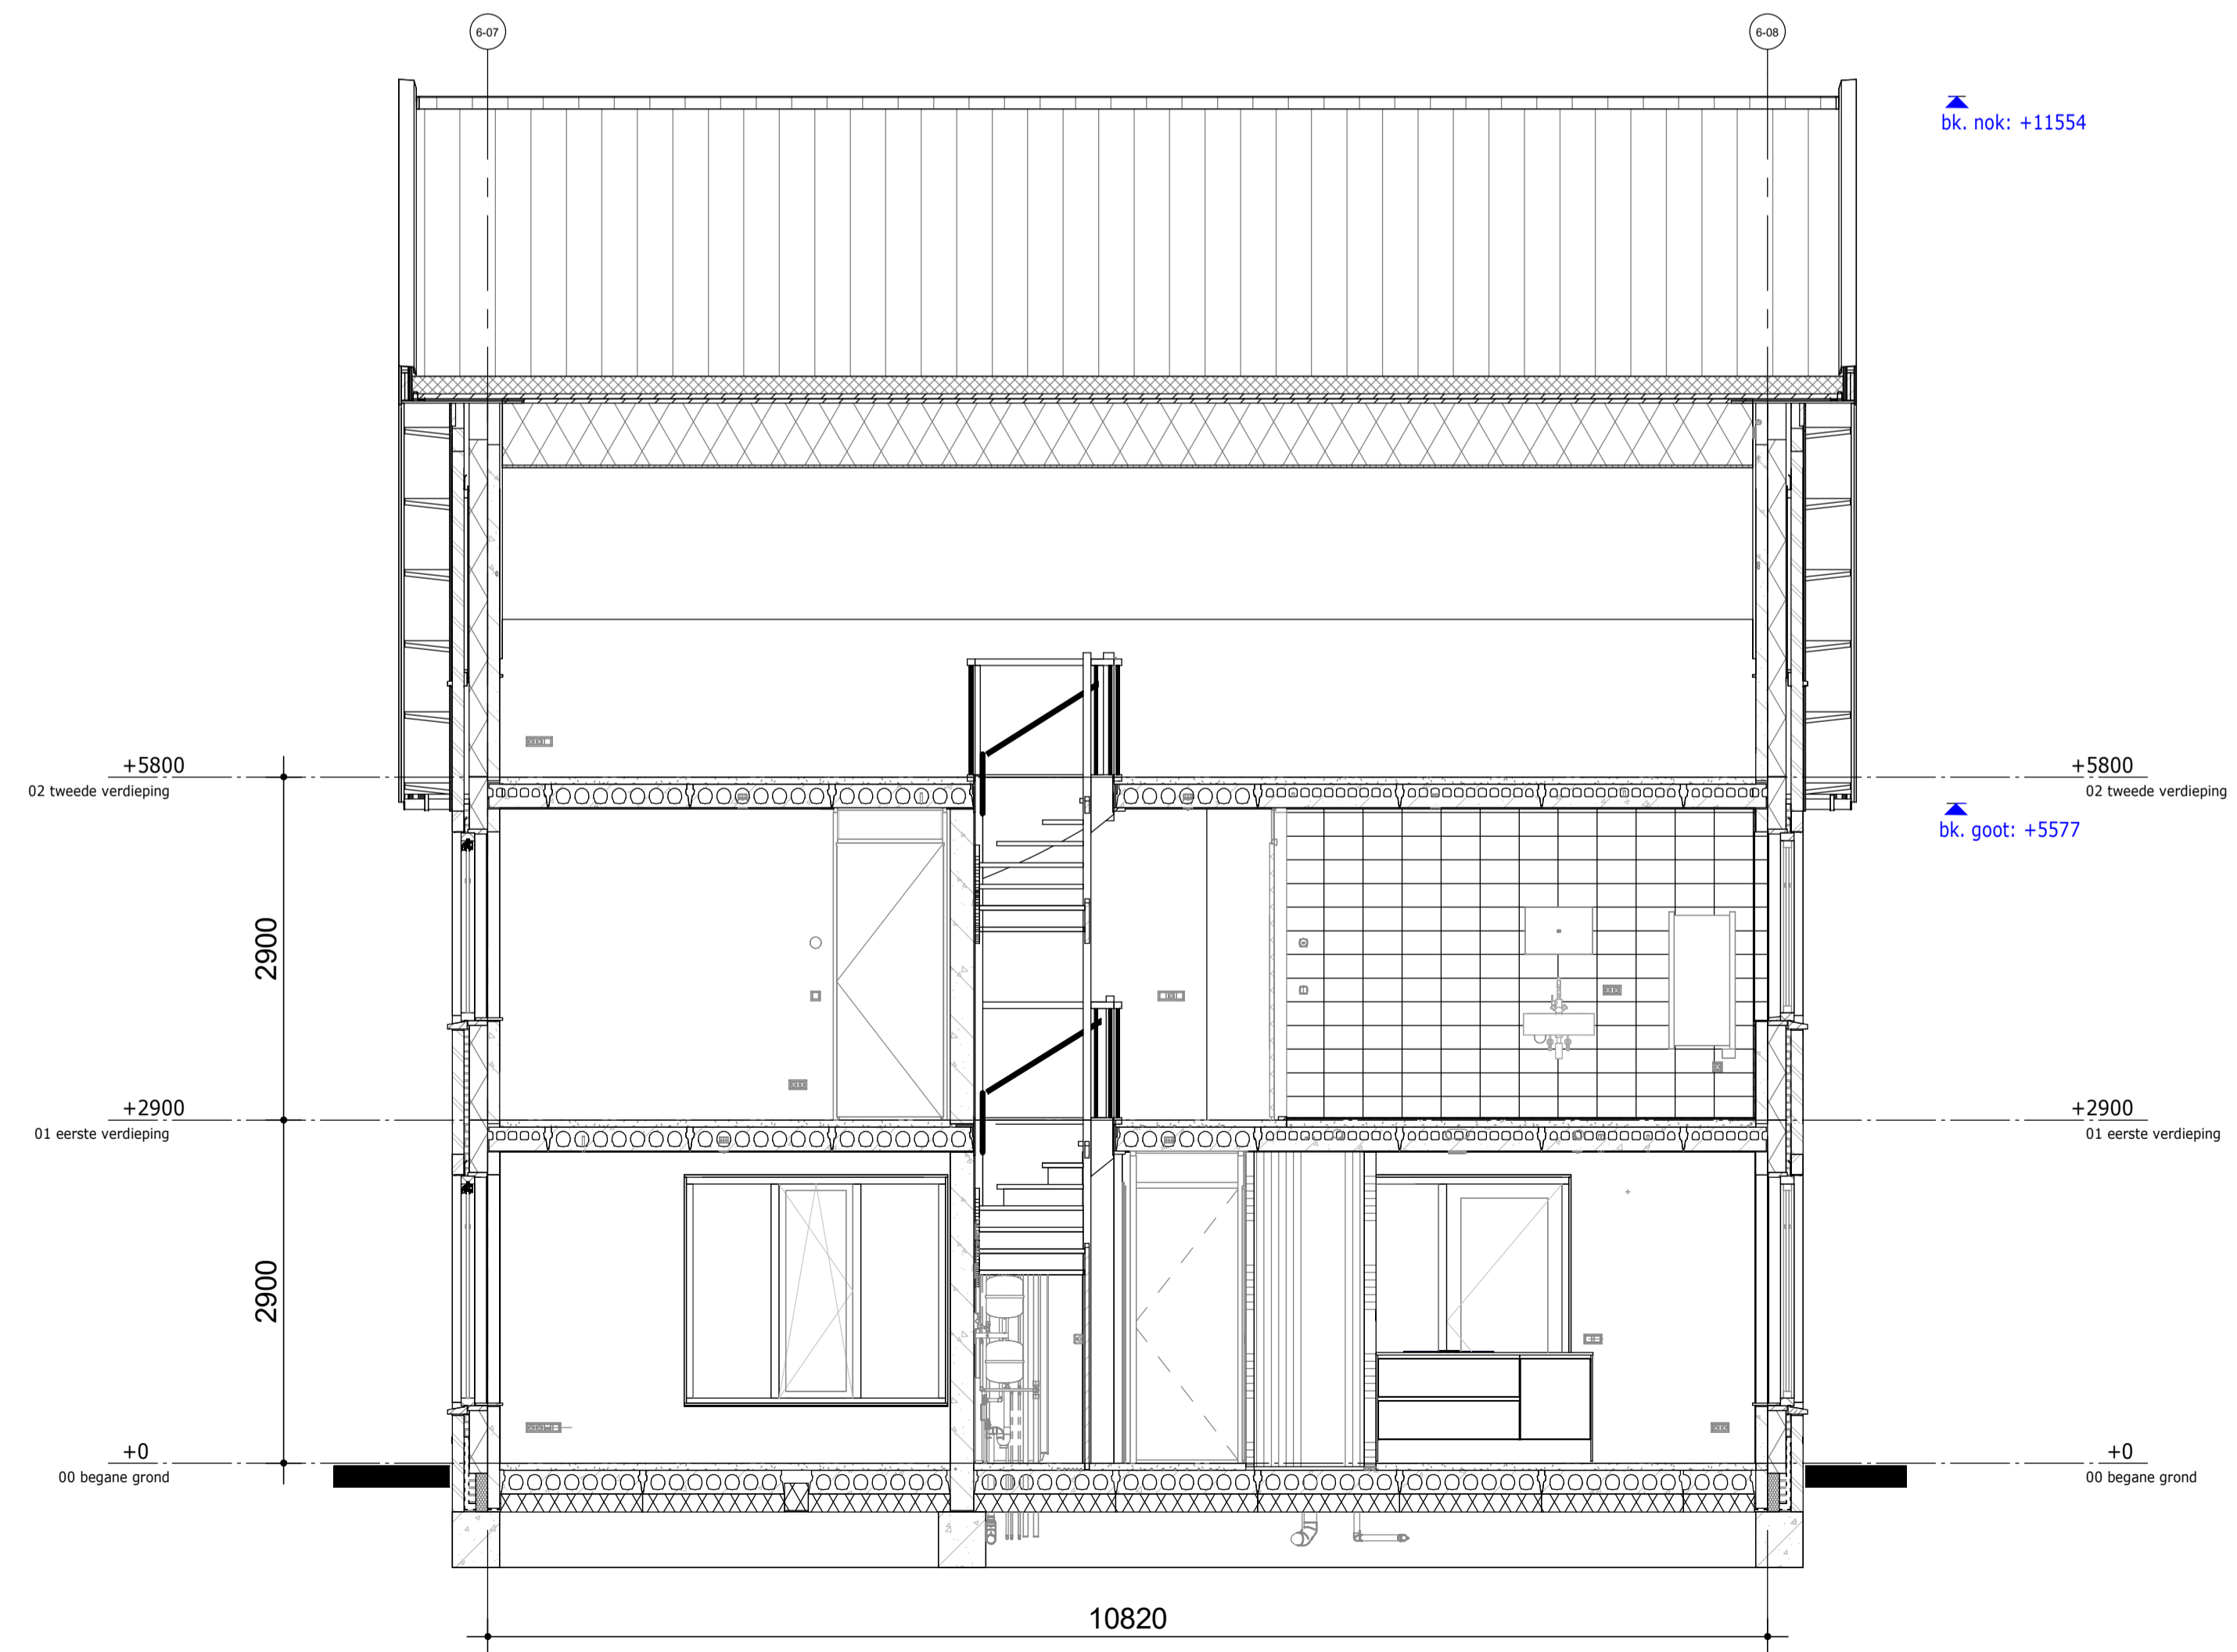 6-07
6-08
bk. nok: +11554
+5800
02 tweede verdieping
+5800
02 tweede verdieping
bk. goot: +5577
2900
+2900
01 eerste verdieping
+2900
01 eerste verdieping
2900
+0
00 begane grond
+0
00 begane grond
10820